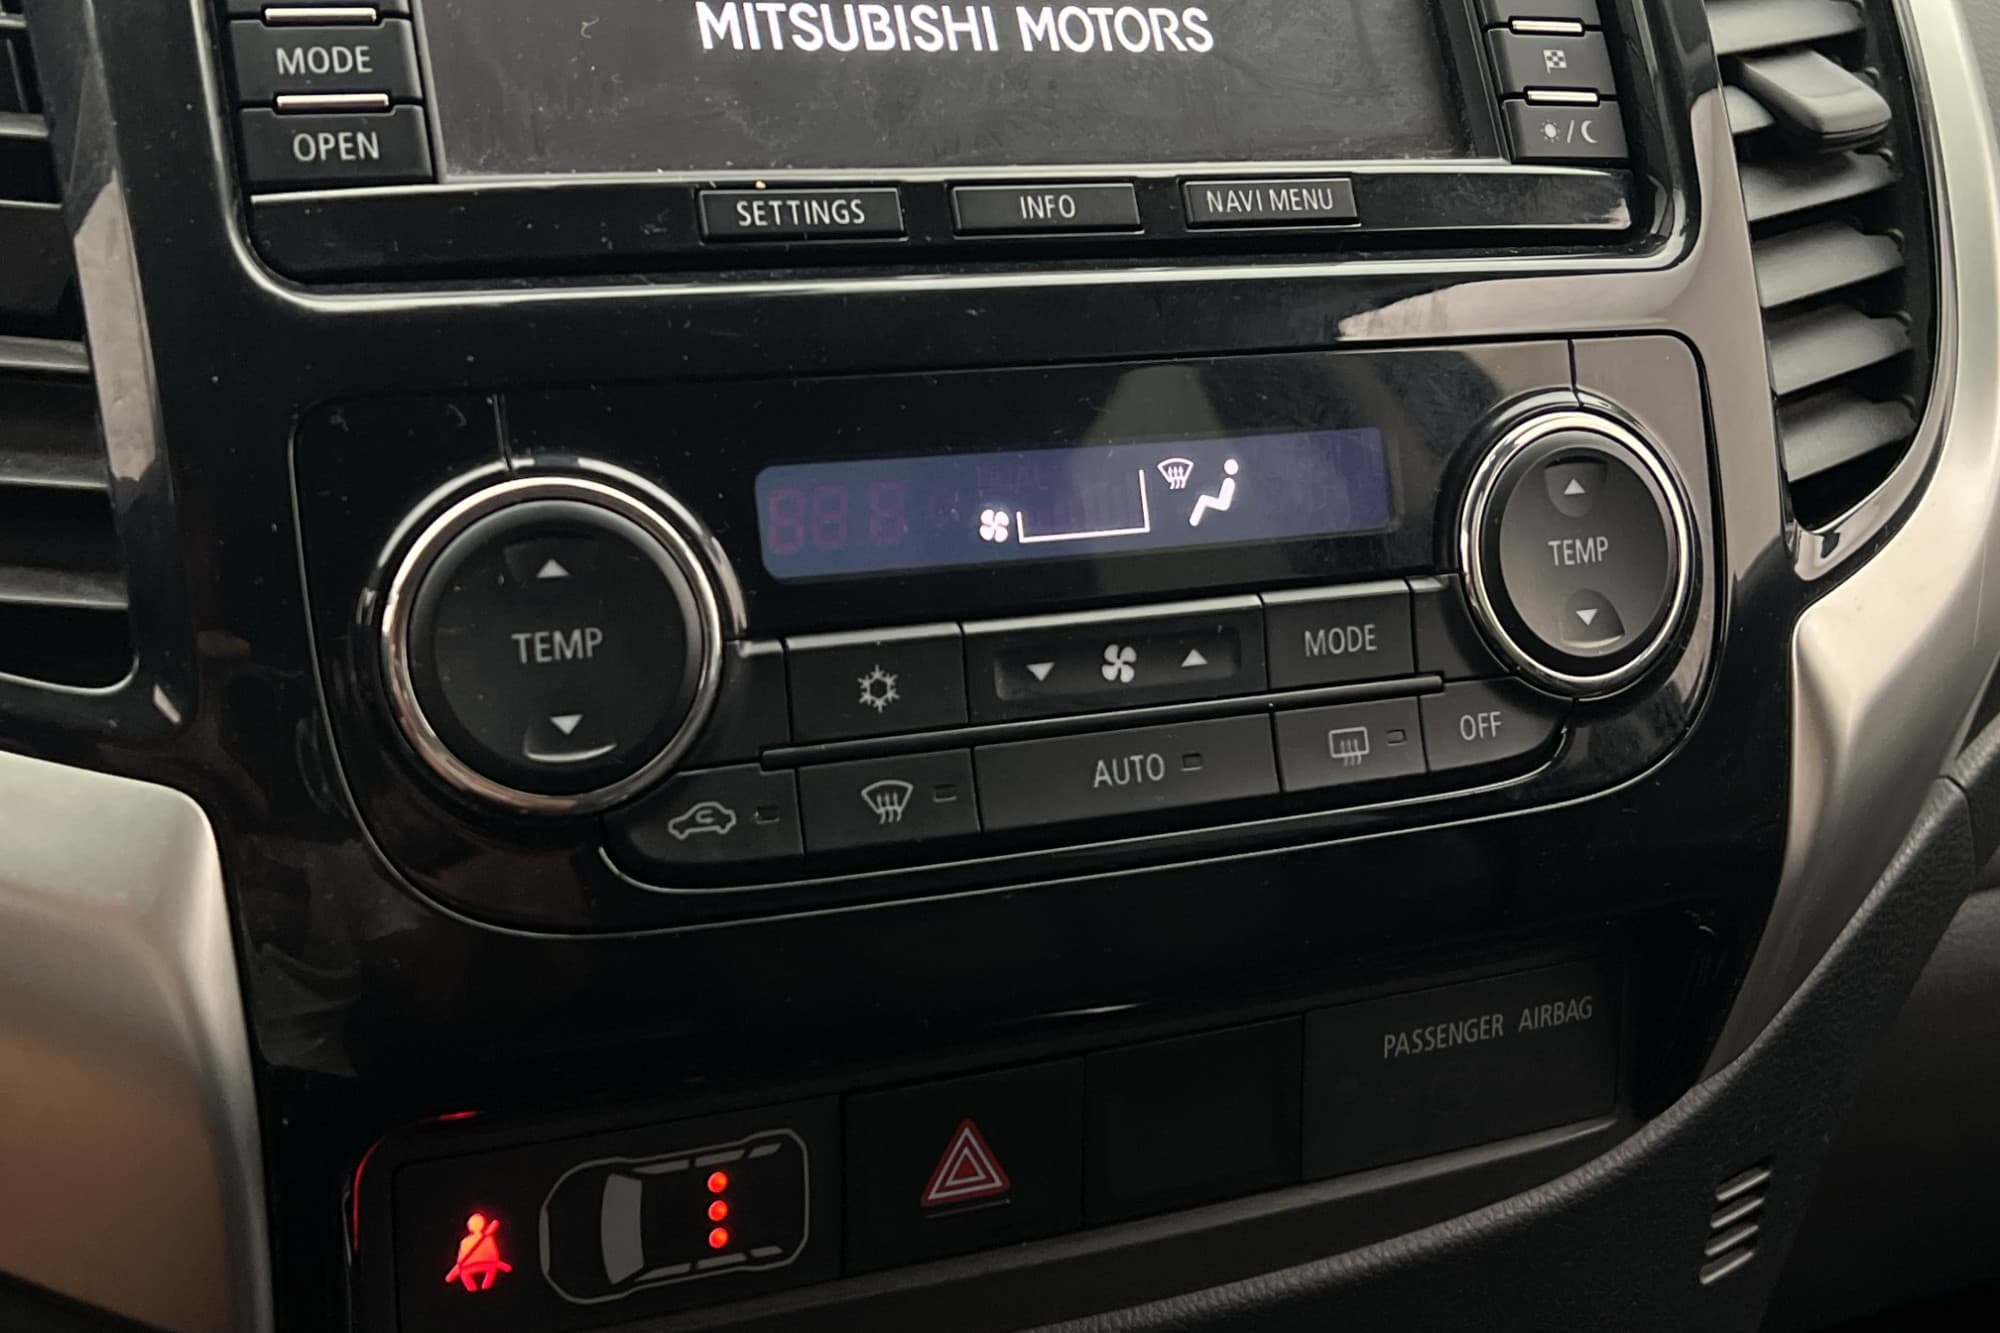 MITSUBISHI MOTORS
MODE
OPEN
SETTINGS
INFO
NAVI MENU
TEMP
TEMP
MODE
AUTO
OFF
PASSENGER AIRBAG